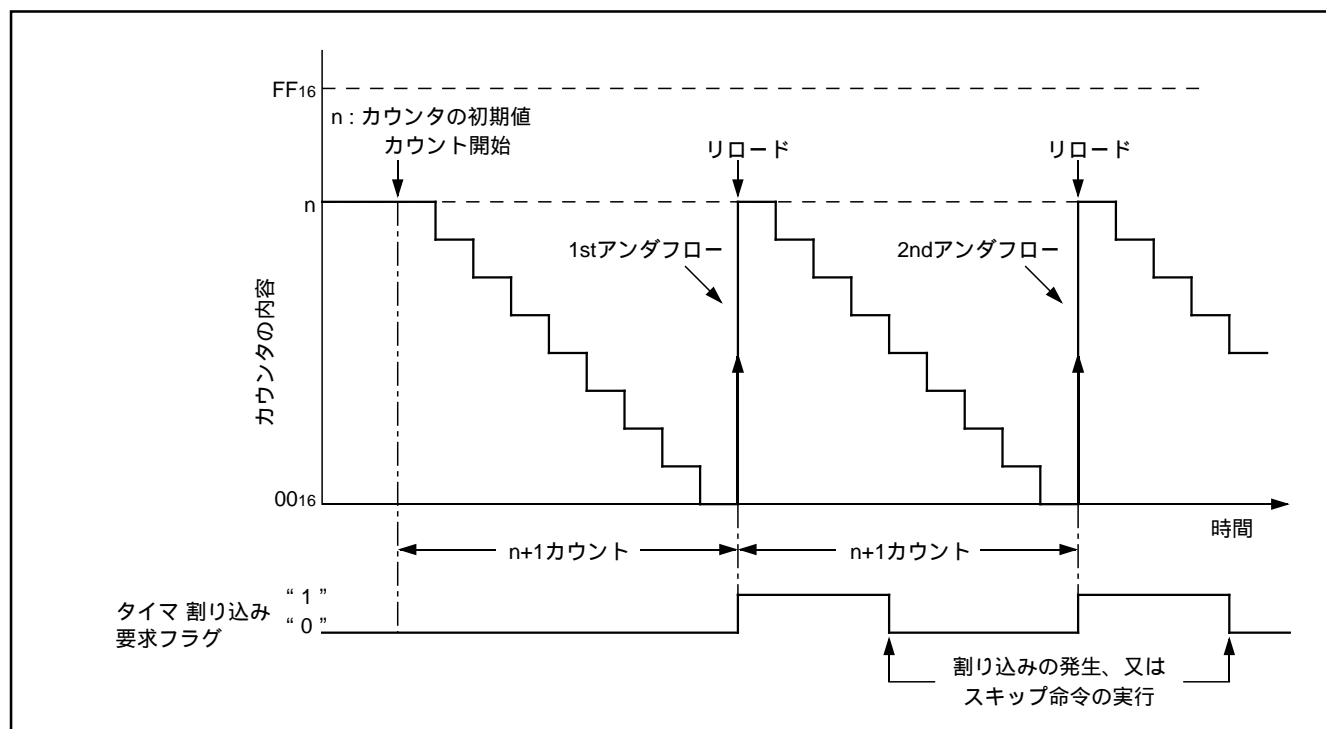 FF16
n : カウンタの初期値
カウント開始
リロード
リロード
n
1stアンダフロー
2ndアンダフロー
カウンタの内容
0016
時間
n+1カウント
n+1カウント
タイマ 割り込み
要求フラグ
“ 1 ”
“ 0 ”
割り込みの発生、又は
スキップ命令の実行